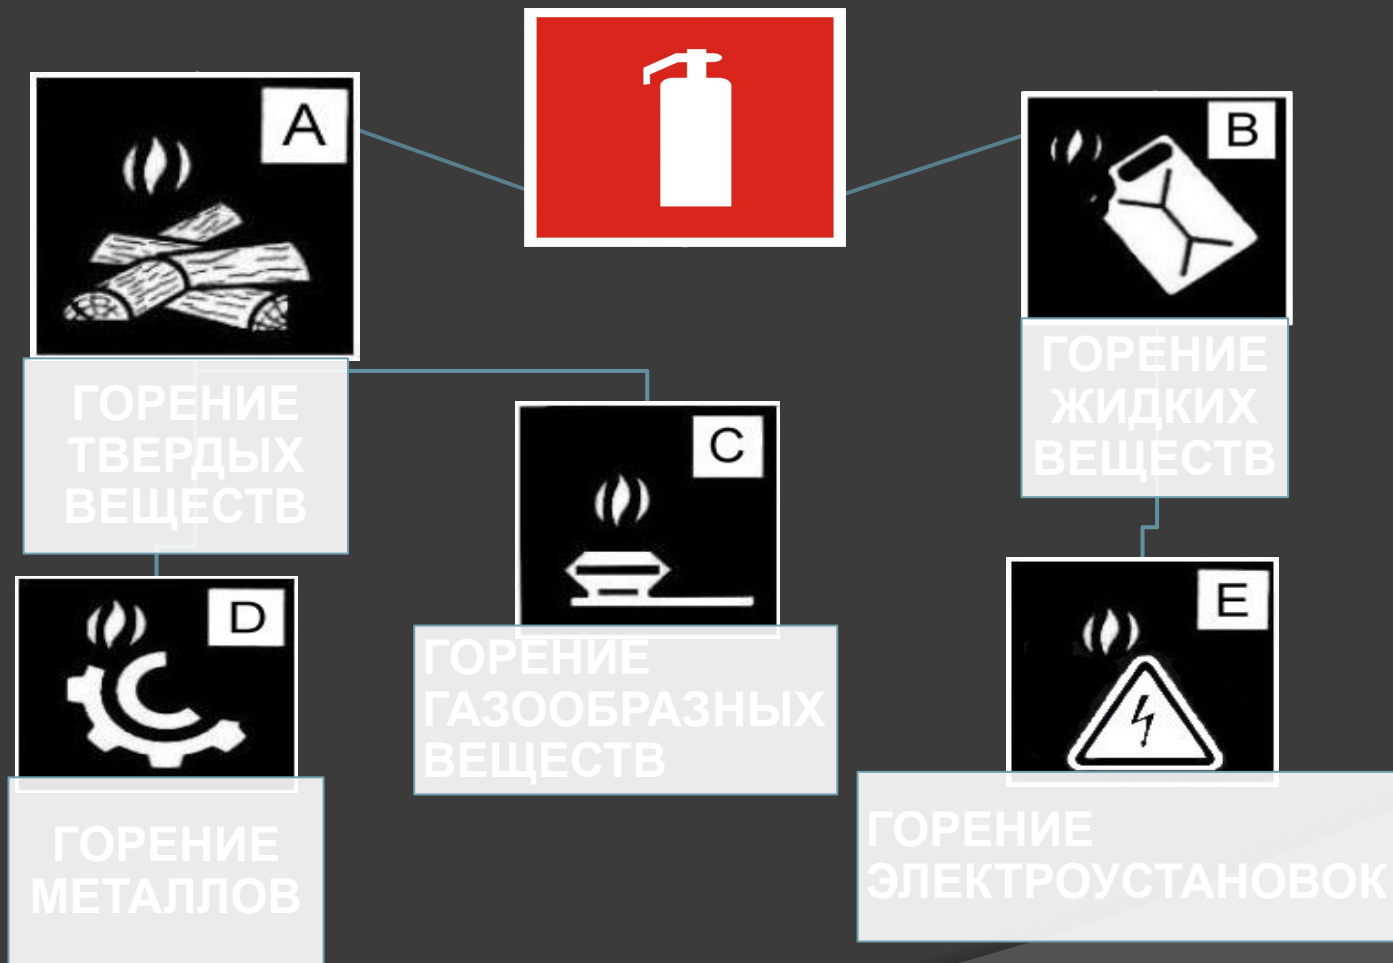 A
ГОРЕНИЕ
ТВЕРДЫХ
ВЕЩЕСТВ
B
ГОРЕНИЕ
ЖИДКИХ
ВЕЩЕСТВ
C
ГОРЕНИЕ
ГАЗООБРАЗНЫХ
ВЕЩЕСТВ
D
ГОРЕНИЕ
МЕТАЛЛОВ
E
ГОРЕНИЕ
ЭЛЕКТРОУСТАНОВОК